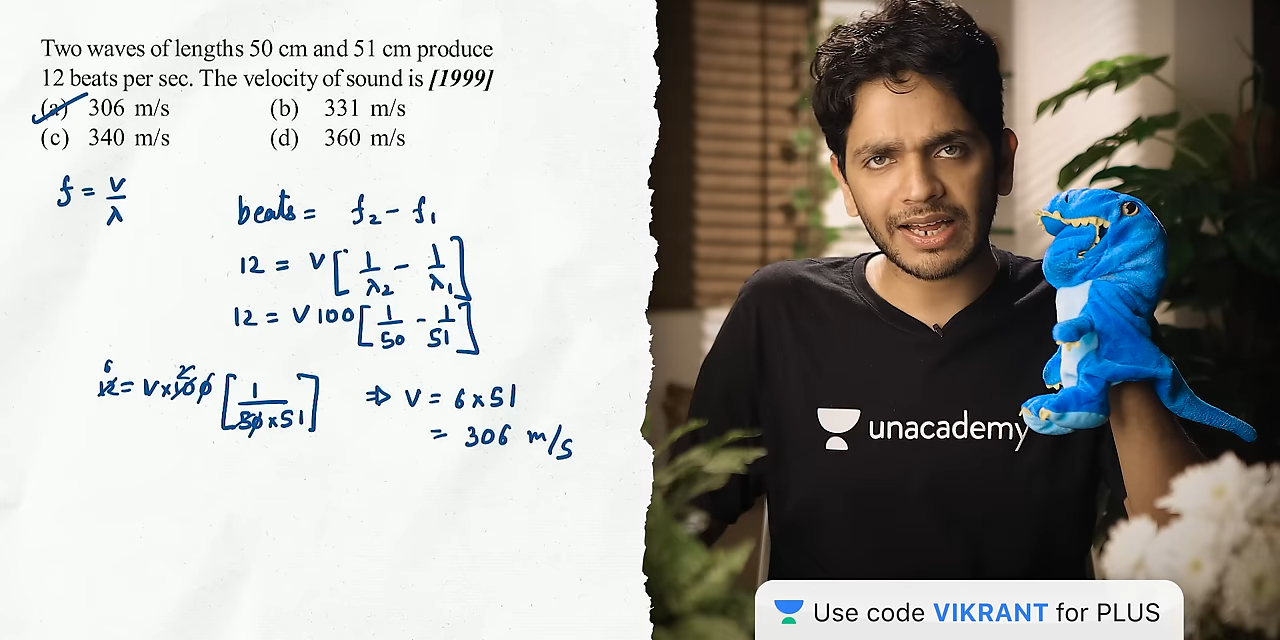 Two waves of lengths 50 cm and 51 cm produce
12 beats per sec. The velocity of sound is [1999]
(a) 306 m/s (b) 331 m/s
(c) 340 m/s (d) 360 m/s
f = v/λ
beats = f₂ - f₁
12 = v [1/λ₂ - 1/λ₁]
12 = v 100 [1/50 - 1/51]
6
12 = v × 100 2 [1/50 × 51] ⇒ v = 6 × 51
= 306 m/s
unacademy
Use code VIKRANT for PLUS